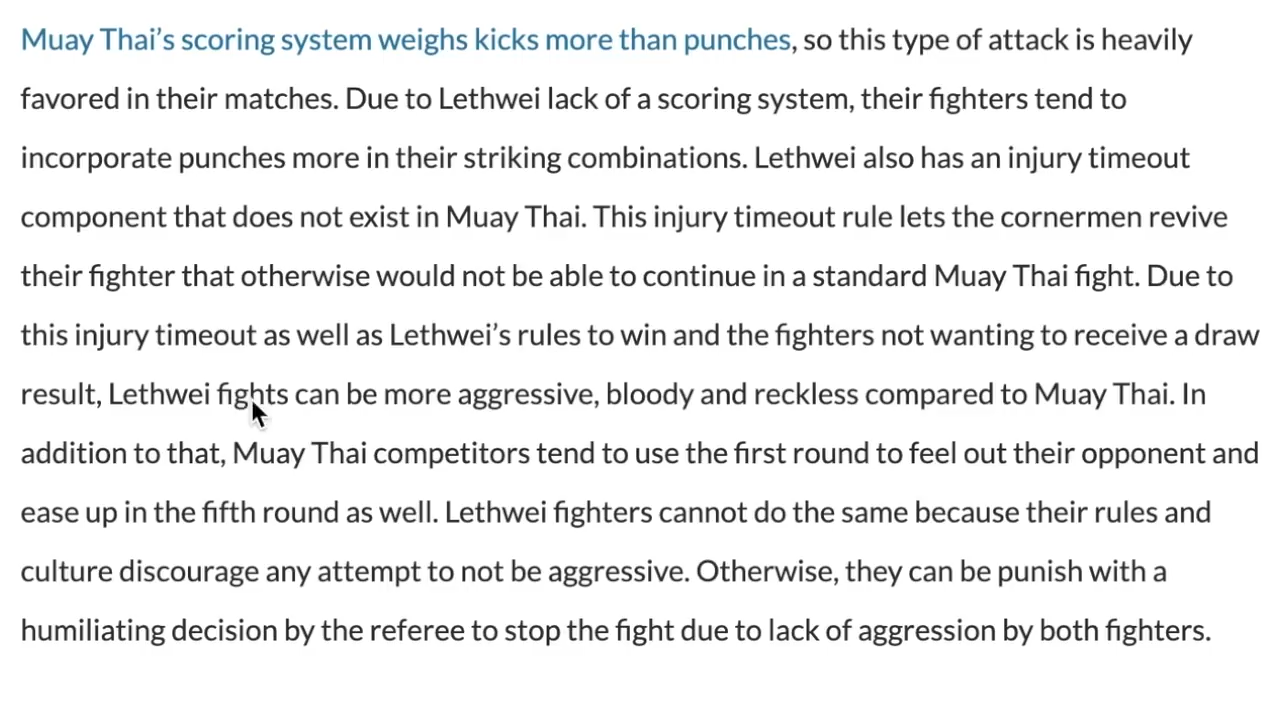 Muay Thai’s scoring system weighs kicks more than punches, so this type of attack is heavily
favored in their matches. Due to Lethwei lack of a scoring system, their fighters tend to
incorporate punches more in their striking combinations. Lethwei also has an injury timeout
component that does not exist in Muay Thai. This injury timeout rule lets the cornermen revive
their fighter that otherwise would not be able to continue in a standard Muay Thai fight. Due to
this injury timeout as well as Lethwei’s rules to win and the fighters not wanting to receive a draw
result, Lethwei fights can be more aggressive, bloody and reckless compared to Muay Thai. In
addition to that, Muay Thai competitors tend to use the first round to feel out their opponent and
ease up in the fifth round as well. Lethwei fighters cannot do the same because their rules and
culture discourage any attempt to not be aggressive. Otherwise, they can be punish with a
humiliating decision by the referee to stop the fight due to lack of aggression by both fighters.